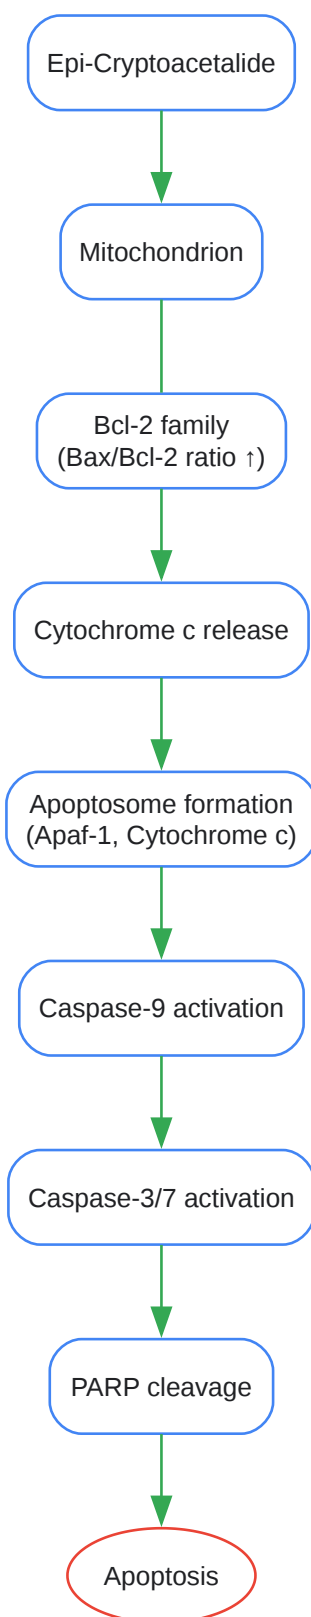 Epi-Cryptoacetalide
Mitochondrion
Bcl-2 family
(Bax/Bcl-2 ratio ↑)
Cytochrome c release
Apoptosome formation
(Apaf-1, Cytochrome c)
Caspase-9 activation
Caspase-3/7 activation
PARP cleavage
Apoptosis